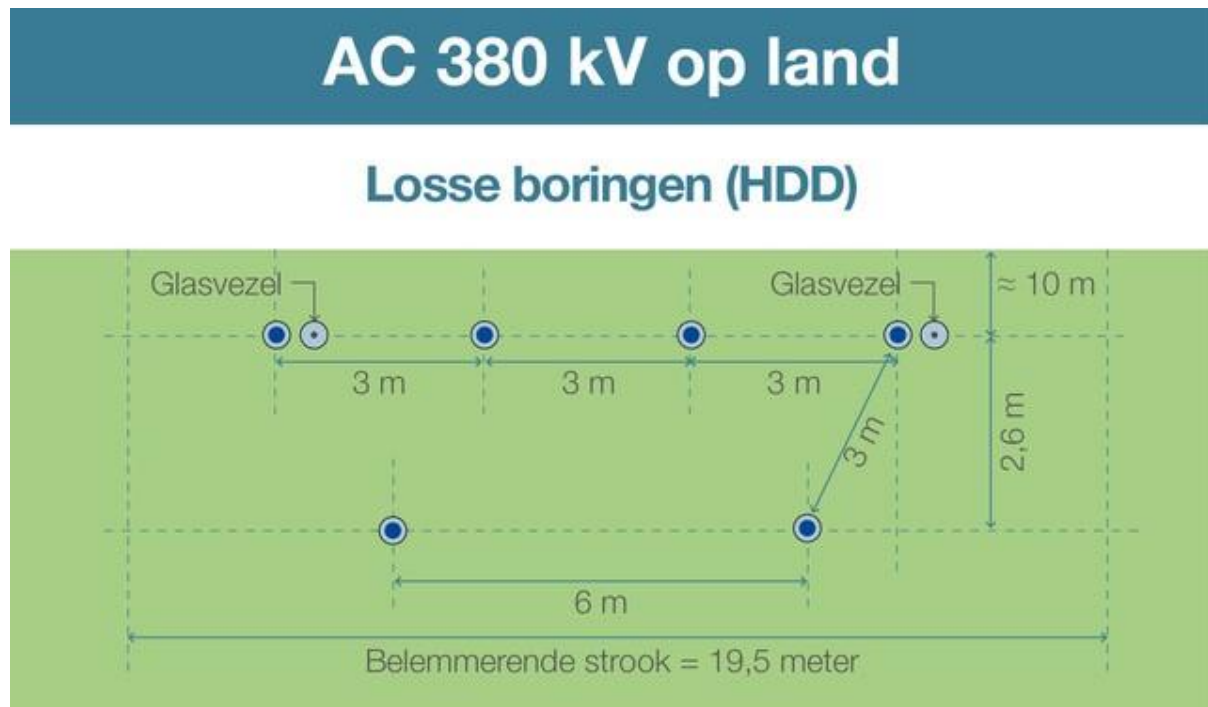 AC 380 kV op land
Losse boringen (HDD)
Glasvezel
Glasvezel
≈ 10 m
3 m
3 m
3 m
3 m
2,6 m
6 m
Belemmerende strook = 19,5 meter